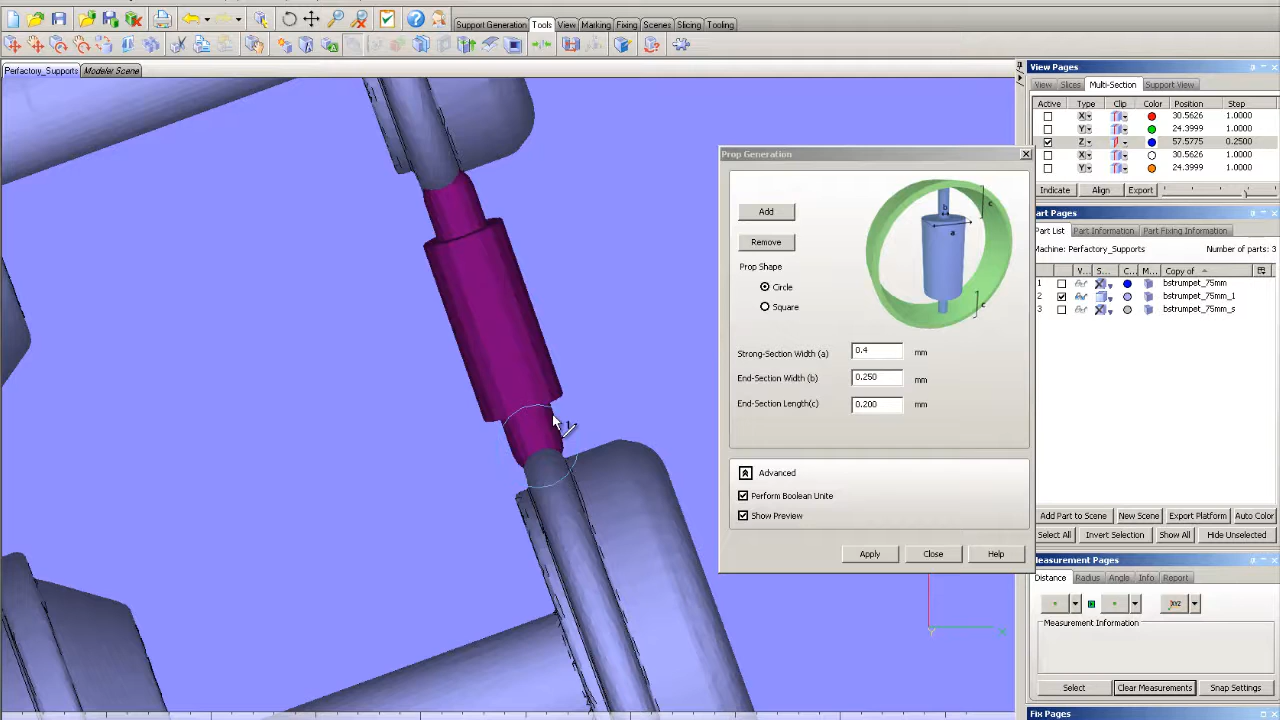 Support Generation Tools View Marking Fixing Scenes Slicing Tooling
Perfactory_Supports Modeler Scene
View Pages
View Slices Multi-Section Support View
Active Type Clip Color Position Step
X 30.5626 1.0000
Y 24.3999 1.0000
Z 57.5775 0.2500
X 30.5626 1.0000
Y 24.3999 1.0000
Indicate Align Export
Prop Generation
Add
a
b
c
c
Remove
Prop Shape
Circle
Square
Strong-Section Width (a) 0.4 mm
End-Section Width (b) 0.250 mm
End-Section Length(c) 0.200 mm
Advanced
Perform Boolean Unite
Show Preview
Apply Close Help
art Pages
Part List Part Information Part Fixing Information
Machine: Perfactory_Supports Number of parts: 3
V... S... C... M... Copy of
1 bstrumpet_75mm
2 bstrumpet_75mm_1
3 bstrumpet_75mm_s
Add Part to Scene New Scene Export Platform Auto Color
Select All Invert Selection Show All Hide Unselected
Measurement Pages
Distance Radius Angle Info Report
XYZ
Measurement Information
Select Clear Measurements Snap Settings
Fix Pages
Y X